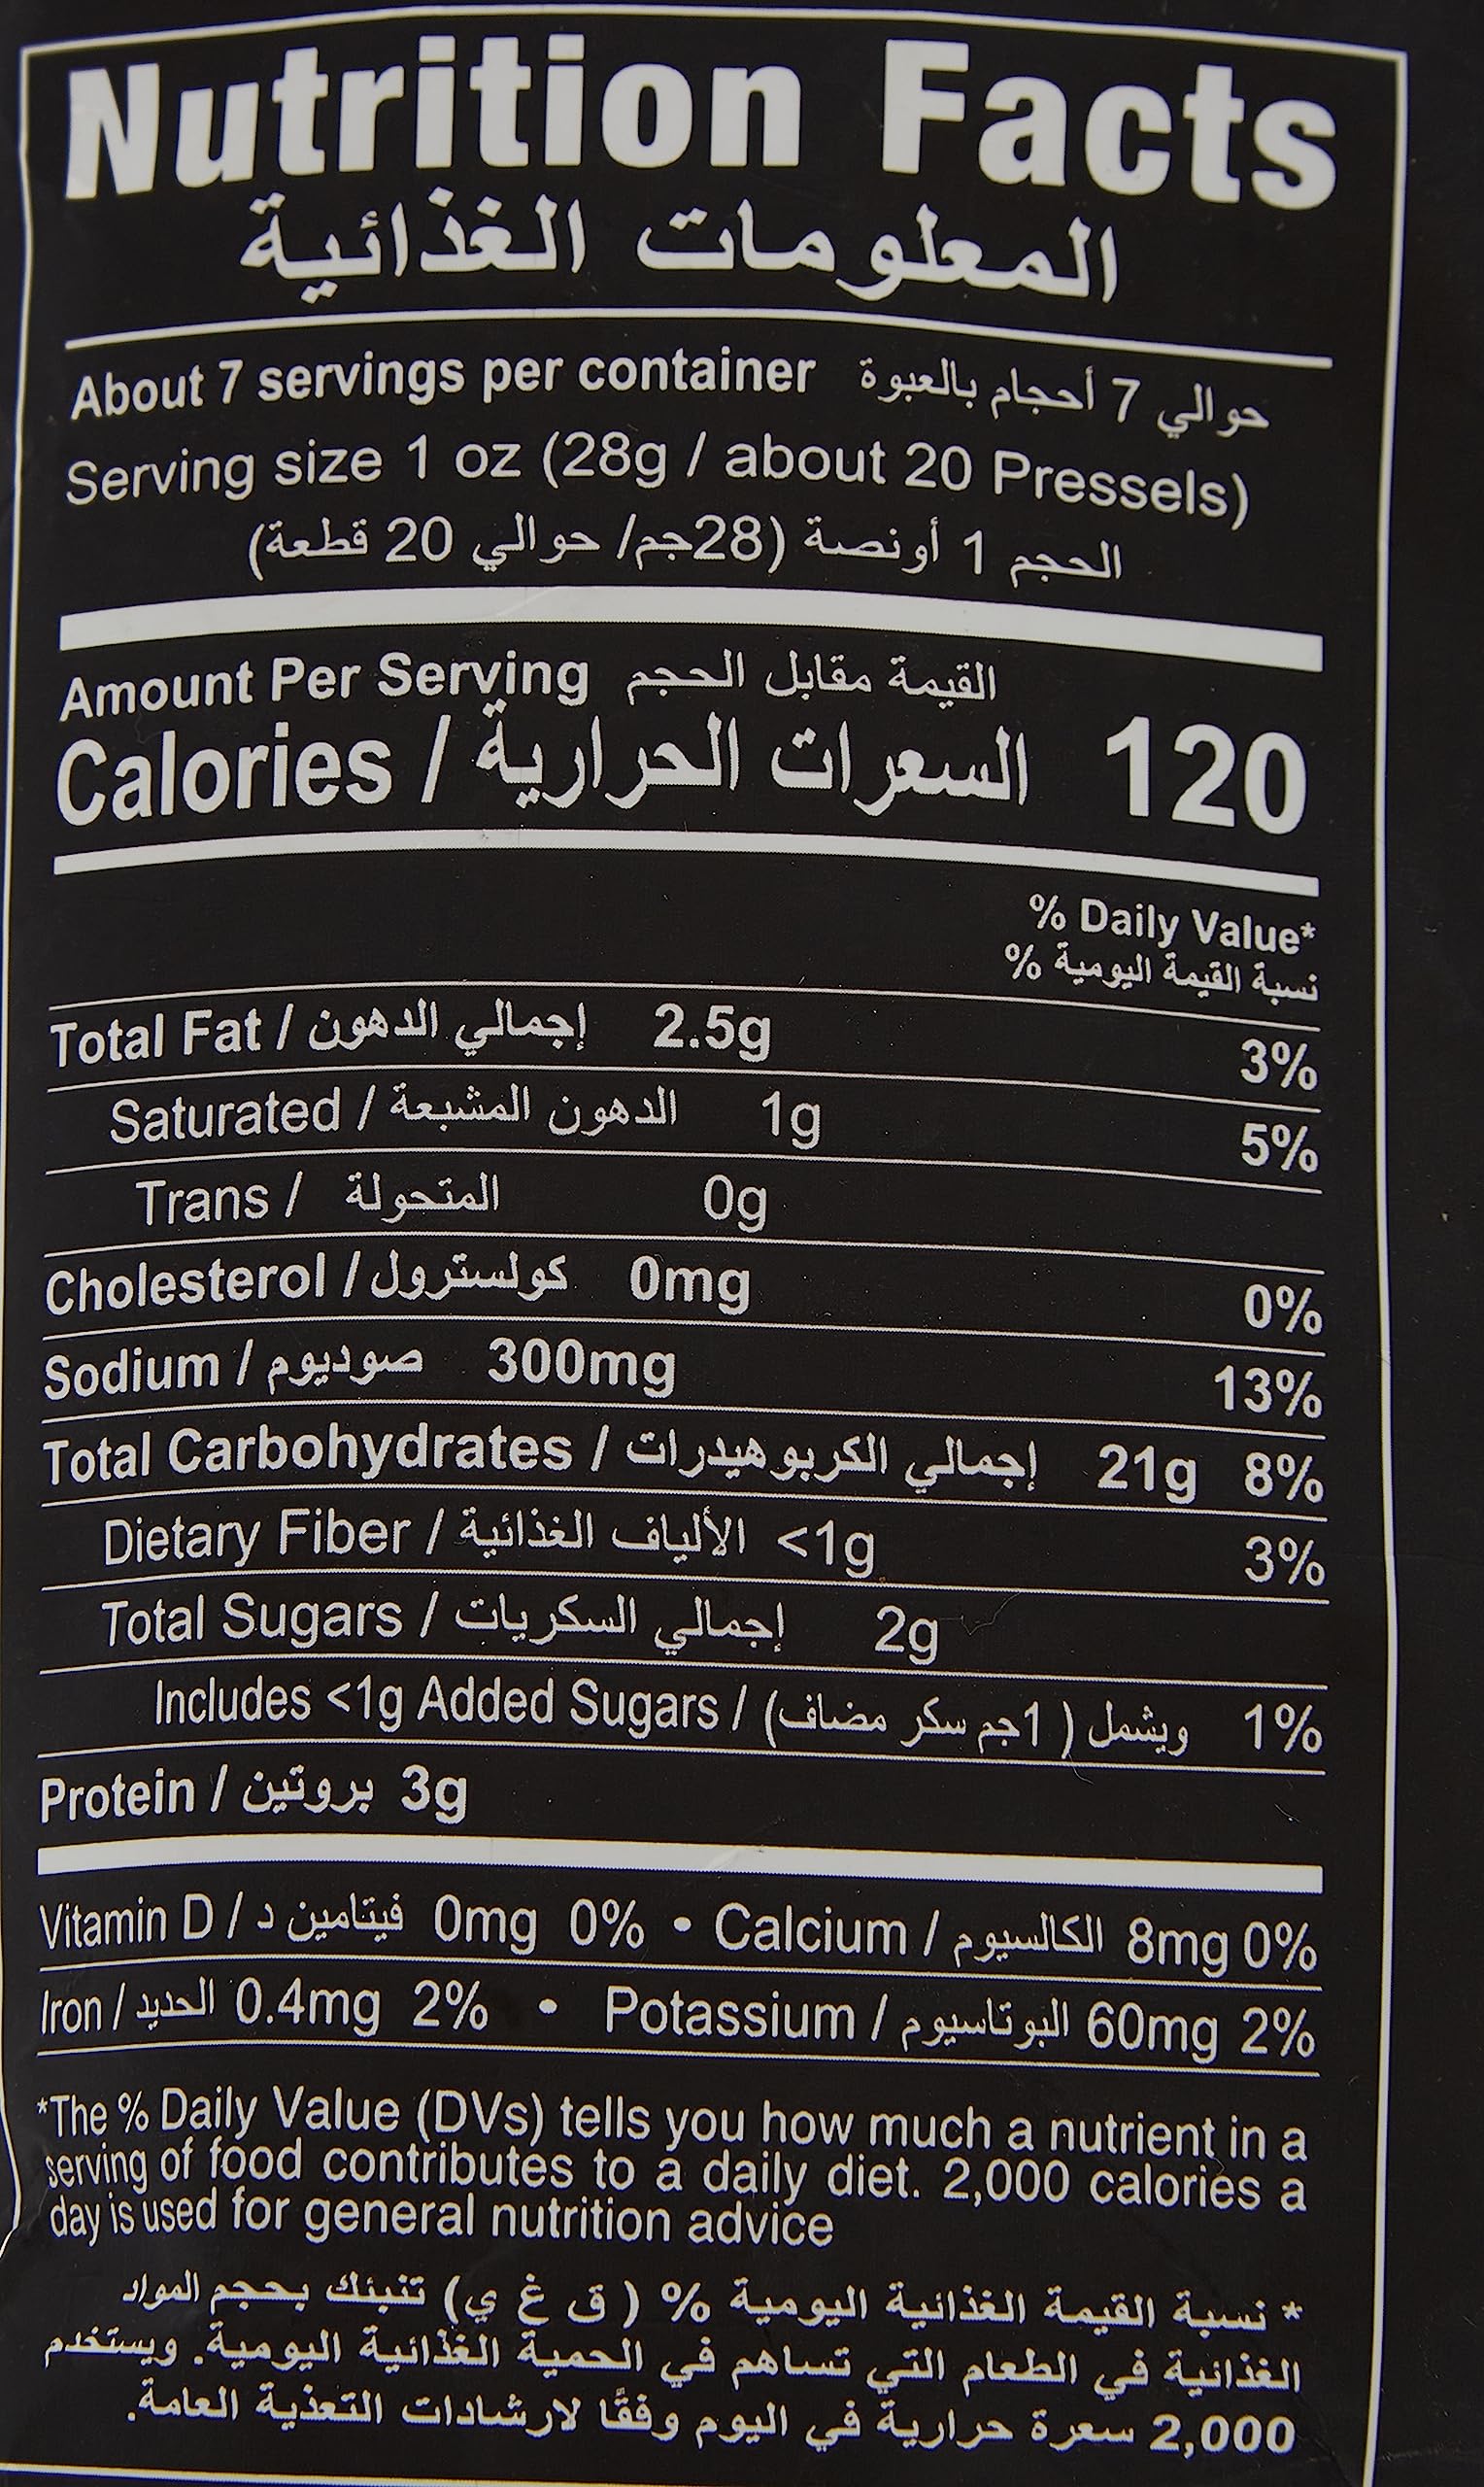 Nutrition Facts
المعلومات الغذائية
About 7 servings per container حوالي 7 أحجام بالعبوة
Serving size 1 oz (28g / about 20 Pressels)
الحجم 1 أونصة (28جم/ حوالي 20 قطعة)
Amount Per Serving القيمة مقابل الحجم
Calories / السعرات الحرارية 120
% Daily Value*
نسبة القيمة اليومية %
Total Fat / إجمالي الدهون 2.5g 3%
Saturated / الدهون المشبعة 1g 5%
Trans / المتحولة 0g
Cholesterol / كولسترول 0mg 0%
Sodium / صوديوم 300mg 13%
Total Carbohydrates / إجمالي الكربوهيدرات 21g 8%
Dietary Fiber / الألياف الغذائية <1g 3%
Total Sugars / إجمالي السكريات 2g
Includes <1g Added Sugars / ويشمل ( 1جم سكر مضاف) 1%
Protein / بروتين 3g
Vitamin D / فيتامين د 0mg 0% • Calcium / الكالسيوم 8mg 0%
Iron / الحديد 0.4mg 2% • Potassium / البوتاسيوم 60mg 2%
*The % Daily Value (DVs) tells you how much a nutrient in a
serving of food contributes to a daily diet. 2,000 calories a
day is used for general nutrition advice
* نسبة القيمة الغذائية اليومية % ( ق غ ي) تنبئك بحجم المواد
الغذائية في الطعام التي تساهم في الحمية الغذائية اليومية. ويستخدم
2,000 سعرة حرارية في اليوم وفقًا لارشادات التغذية العامة.